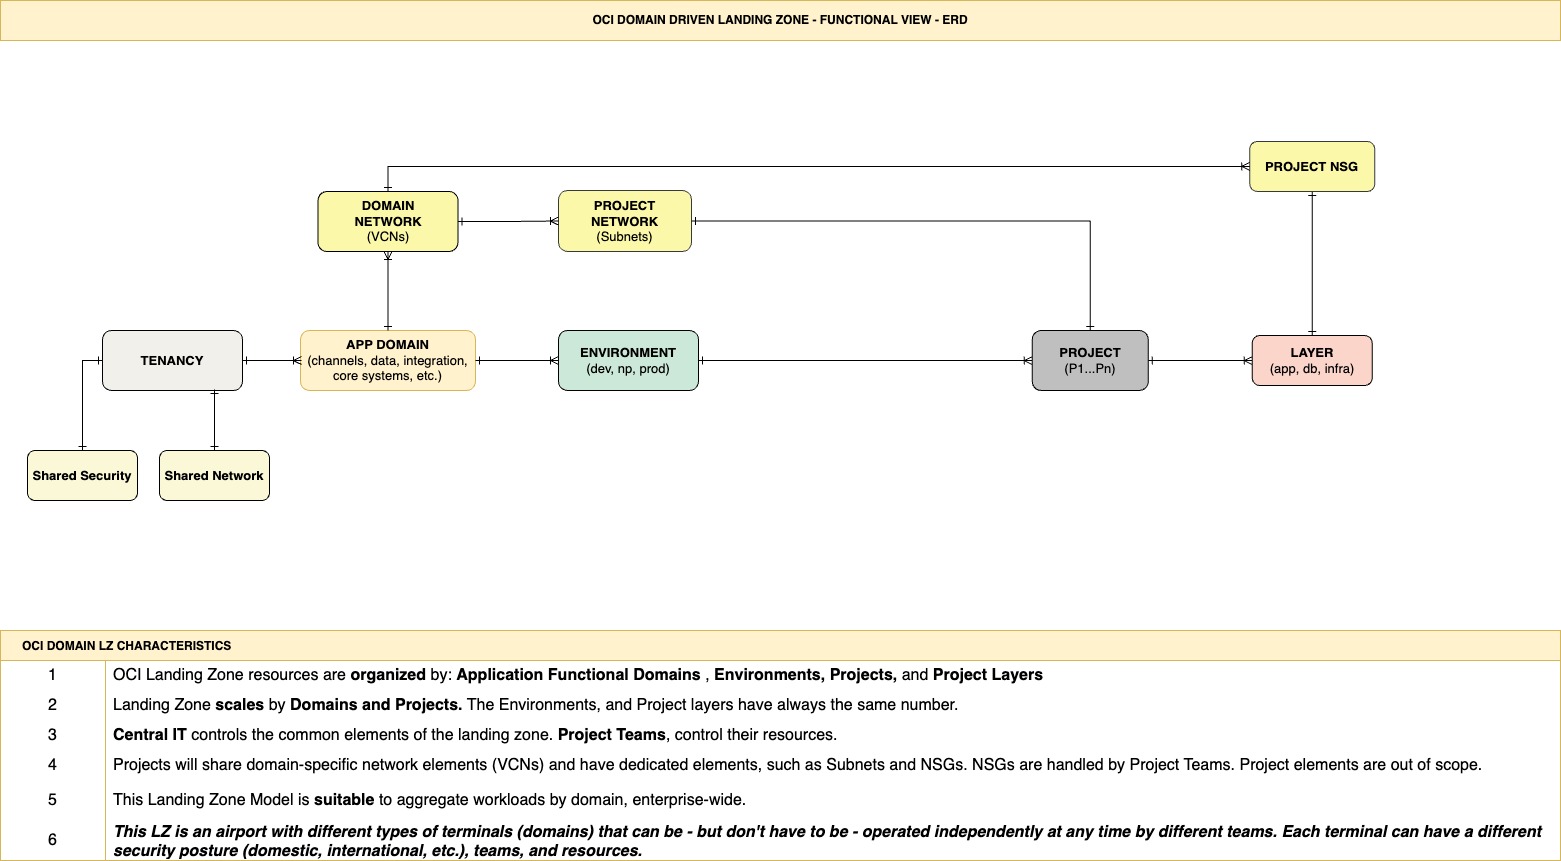 OCI DOMAIN DRIVEN LANDING ZONE - FUNCTIONAL VIEW - ERD
PROJECT NSG
DOMAIN
NETWORK
(VCNs)
PROJECT
NETWORK
(Subnets)
TENANCY
APP DOMAIN
(channels, data, integration,
core systems, etc.)
ENVIRONMENT
(dev, np, prod)
PROJECT
(P1...Pn)
LAYER
(app, db, infra)
Shared Security
Shared Network
OCI DOMAIN LZ CHARACTERISTICS
1 OCI Landing Zone resources are organized by: Application Functional Domains , Environments, Projects, and Project Layers
2 Landing Zone scales by Domains and Projects. The Environments, and Project layers have always the same number.
3 Central IT controls the common elements of the landing zone. Project Teams, control their resources.
4 Projects will share domain-specific network elements (VCNs) and have dedicated elements, such as Subnets and NSGs. NSGs are handled by Project Teams. Project elements are out of scope.
5 This Landing Zone Model is suitable to aggregate workloads by domain, enterprise-wide.
6 This LZ is an airport with different types of terminals (domains) that can be - but don't have to be - operated independently at any time by different teams. Each terminal can have a different
security posture (domestic, international, etc.), teams, and resources.